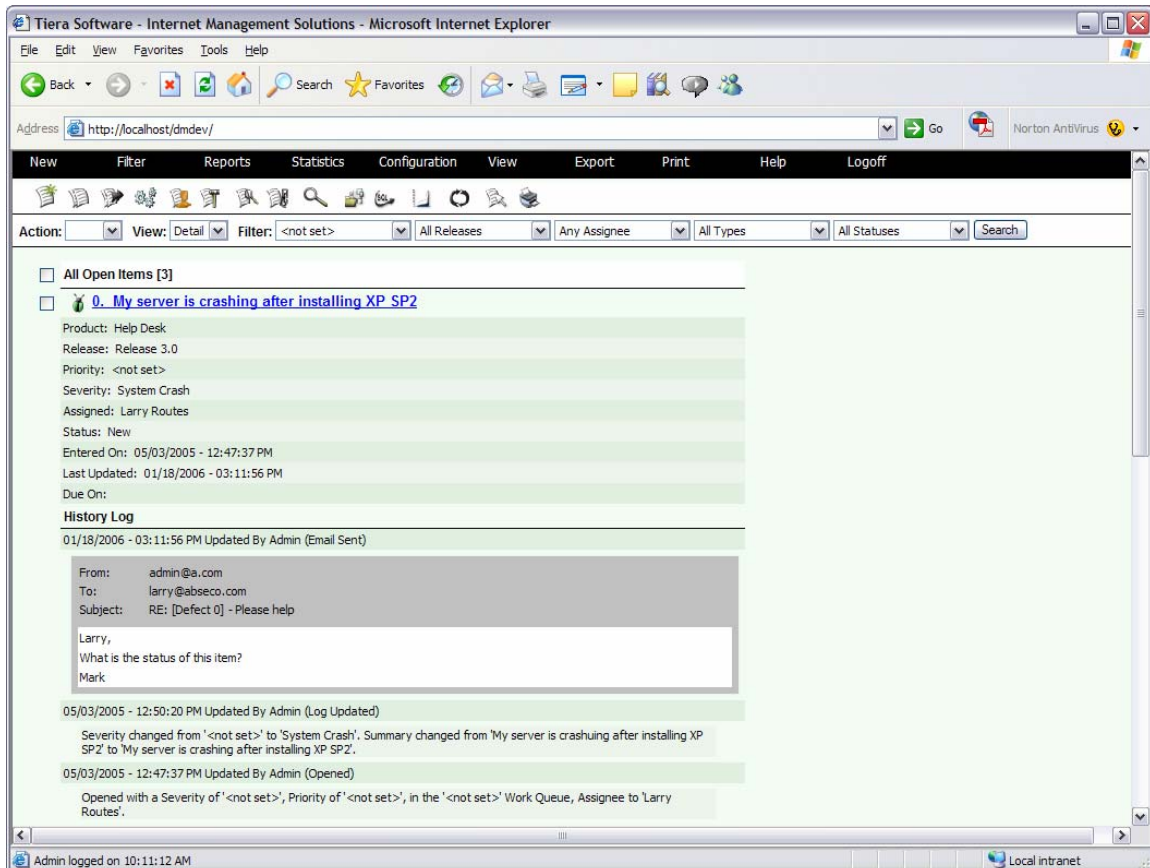 Tiera Software - Internet Management Solutions - Microsoft Internet Explorer
File Edit View Favorites Tools Help
Back Search Favorites
Address http://localhost/dmdev/ Go Norton AntiVirus
New Filter Reports Statistics Configuration View Export Print Help Logoff
Action: View: Detail Filter: <not set> All Releases Any Assignee All Types All Statuses Search
All Open Items [3]
0. My server is crashing after installing XP SP2
Product: Help Desk
Release: Release 3.0
Priority: <not set>
Severity: System Crash
Assigned: Larry Routes
Status: New
Entered On: 05/03/2005 - 12:47:37 PM
Last Updated: 01/18/2006 - 03:11:56 PM
Due On:
History Log
01/18/2006 - 03:11:56 PM Updated By Admin (Email Sent)
From: admin@a.com
To: larry@abseco.com
Subject: RE: [Defect 0] - Please help
Larry,
What is the status of this item?
Mark
05/03/2005 - 12:50:20 PM Updated By Admin (Log Updated)
Severity changed from '<not set>' to 'System Crash'. Summary changed from 'My server is crashuing after installing XP
SP2' to 'My server is crashing after installing XP SP2'.
05/03/2005 - 12:47:37 PM Updated By Admin (Opened)
Opened with a Severity of '<not set>', Priority of '<not set>', in the '<not set>' Work Queue, Assignee to 'Larry
Routes'.
Admin logged on 10:11:12 AM Local intranet